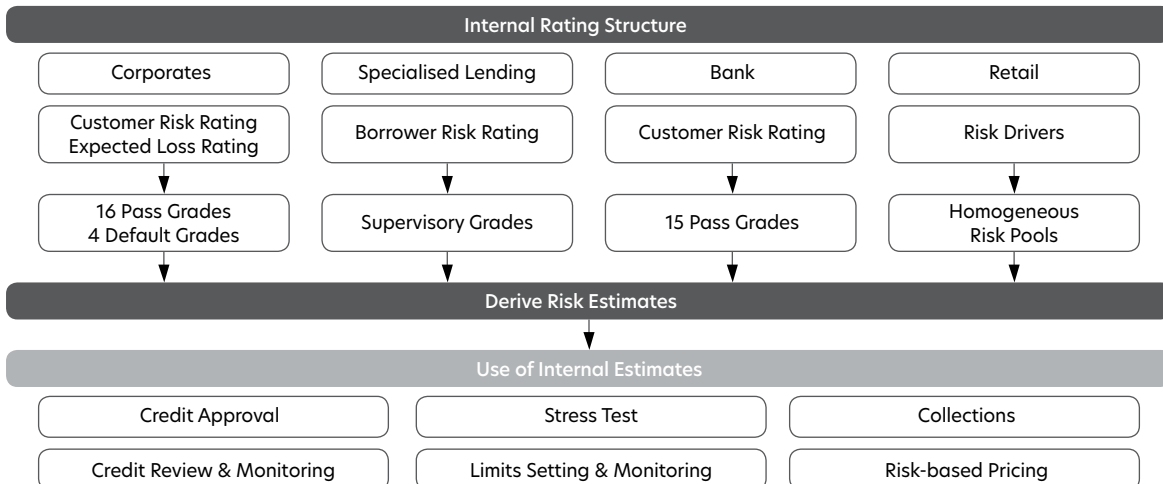 Internal Rating Structure
Corporates
Specialised Lending
Bank
Retail
Customer Risk Rating
Expected Loss Rating
Borrower Risk Rating
Customer Risk Rating
Risk Drivers
16 Pass Grades
4 Default Grades
Supervisory Grades
15 Pass Grades
Homogeneous
Risk Pools
Derive Risk Estimates
Use of Internal Estimates
Credit Approval
Stress Test
Collections
Credit Review & Monitoring
Limits Setting & Monitoring
Risk-based Pricing